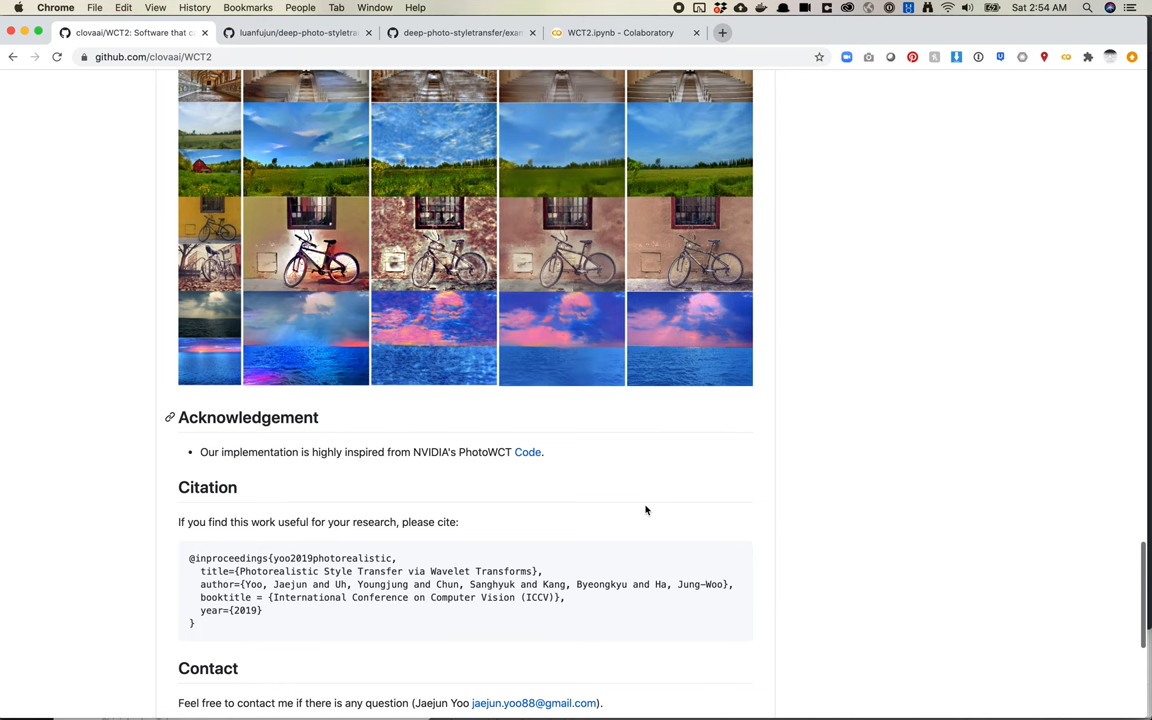 Chrome File Edit View History Bookmarks People Tab Window Help Sat 2:54 AM
clovaai/WCT2: Software that c
luanfujun/deep-photo-styletra
deep-photo-styletransfer/exam
WCT2.ipynb - Colaboratory
github.com/clovaai/WCT2
Acknowledgement
• Our implementation is highly inspired from NVIDIA's PhotoWCT Code.
Citation
If you find this work useful for your research, please cite:
@inproceedings{yoo2019photorealistic,
title={Photorealistic Style Transfer via Wavelet Transforms},
author={Yoo, Jaejun and Uh, Youngjung and Chun, Sanghyuk and Kang, Byeongkyu and Ha, Jung-Woo},
booktitle = {International Conference on Computer Vision (ICCV)},
year={2019}
}
Contact
Feel free to contact me if there is any question (Jaejun Yoo jaejun.yoo88@gmail.com).